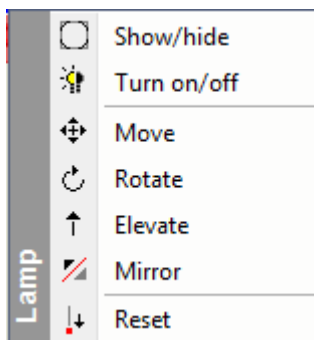 Show/hide
Turn on/off
Move
Rotate
Elevate
Mirror
Reset
Lamp